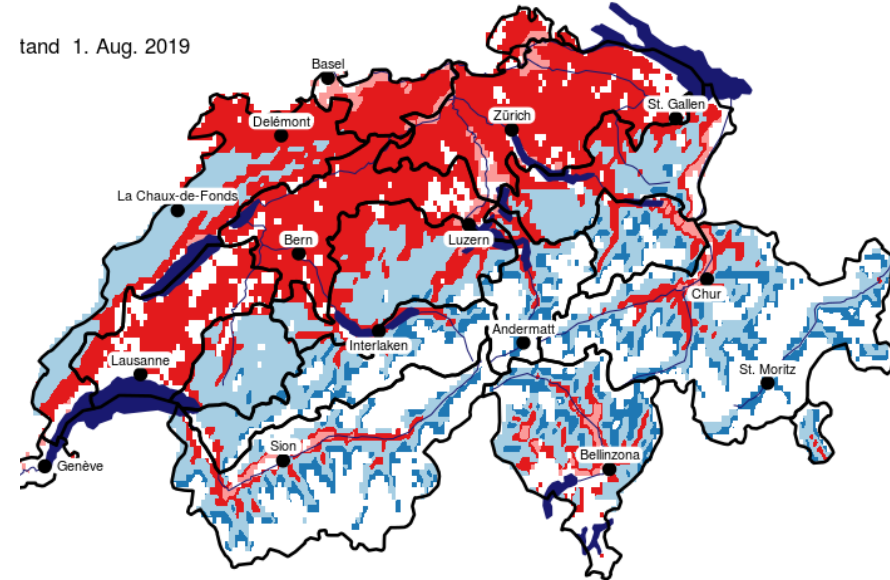 tand 1. Aug. 2019
Basel
St. Gallen
Zürich
Delémont
La Chaux-de-Fonds
Bern
Luzern
Chur
Andermatt
Interlaken
Lausanne
St. Moritz
Sion
Bellinzona
Genève